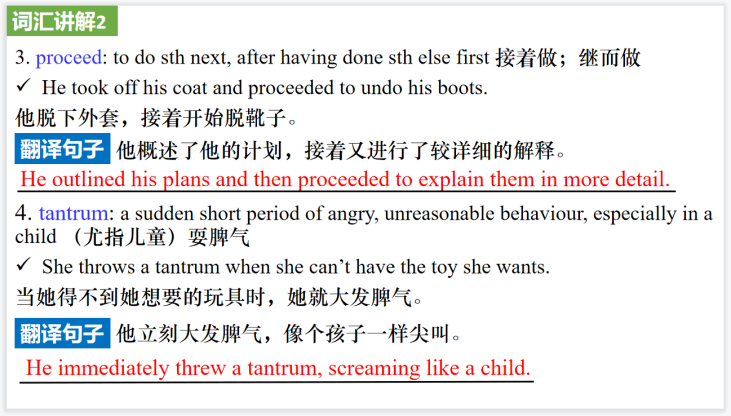 词汇讲解2
3. proceed: to do sth next, after having done sth else first 接着做；继而做
✓ He took off his coat and proceeded to undo his boots.
他脱下外套，接着开始脱靴子。
翻译句子 他概述了他的计划，接着又进行了较详细的解释。
He outlined his plans and then proceeded to explain them in more detail.
4. tantrum: a sudden short period of angry, unreasonable behaviour, especially in a
child （尤指儿童）耍脾气
✓ She throws a tantrum when she can’t have the toy she wants.
当她得不到她想要的玩具时，她就大发脾气。
翻译句子 他立刻大发脾气，像个孩子一样尖叫。
He immediately threw a tantrum, screaming like a child.